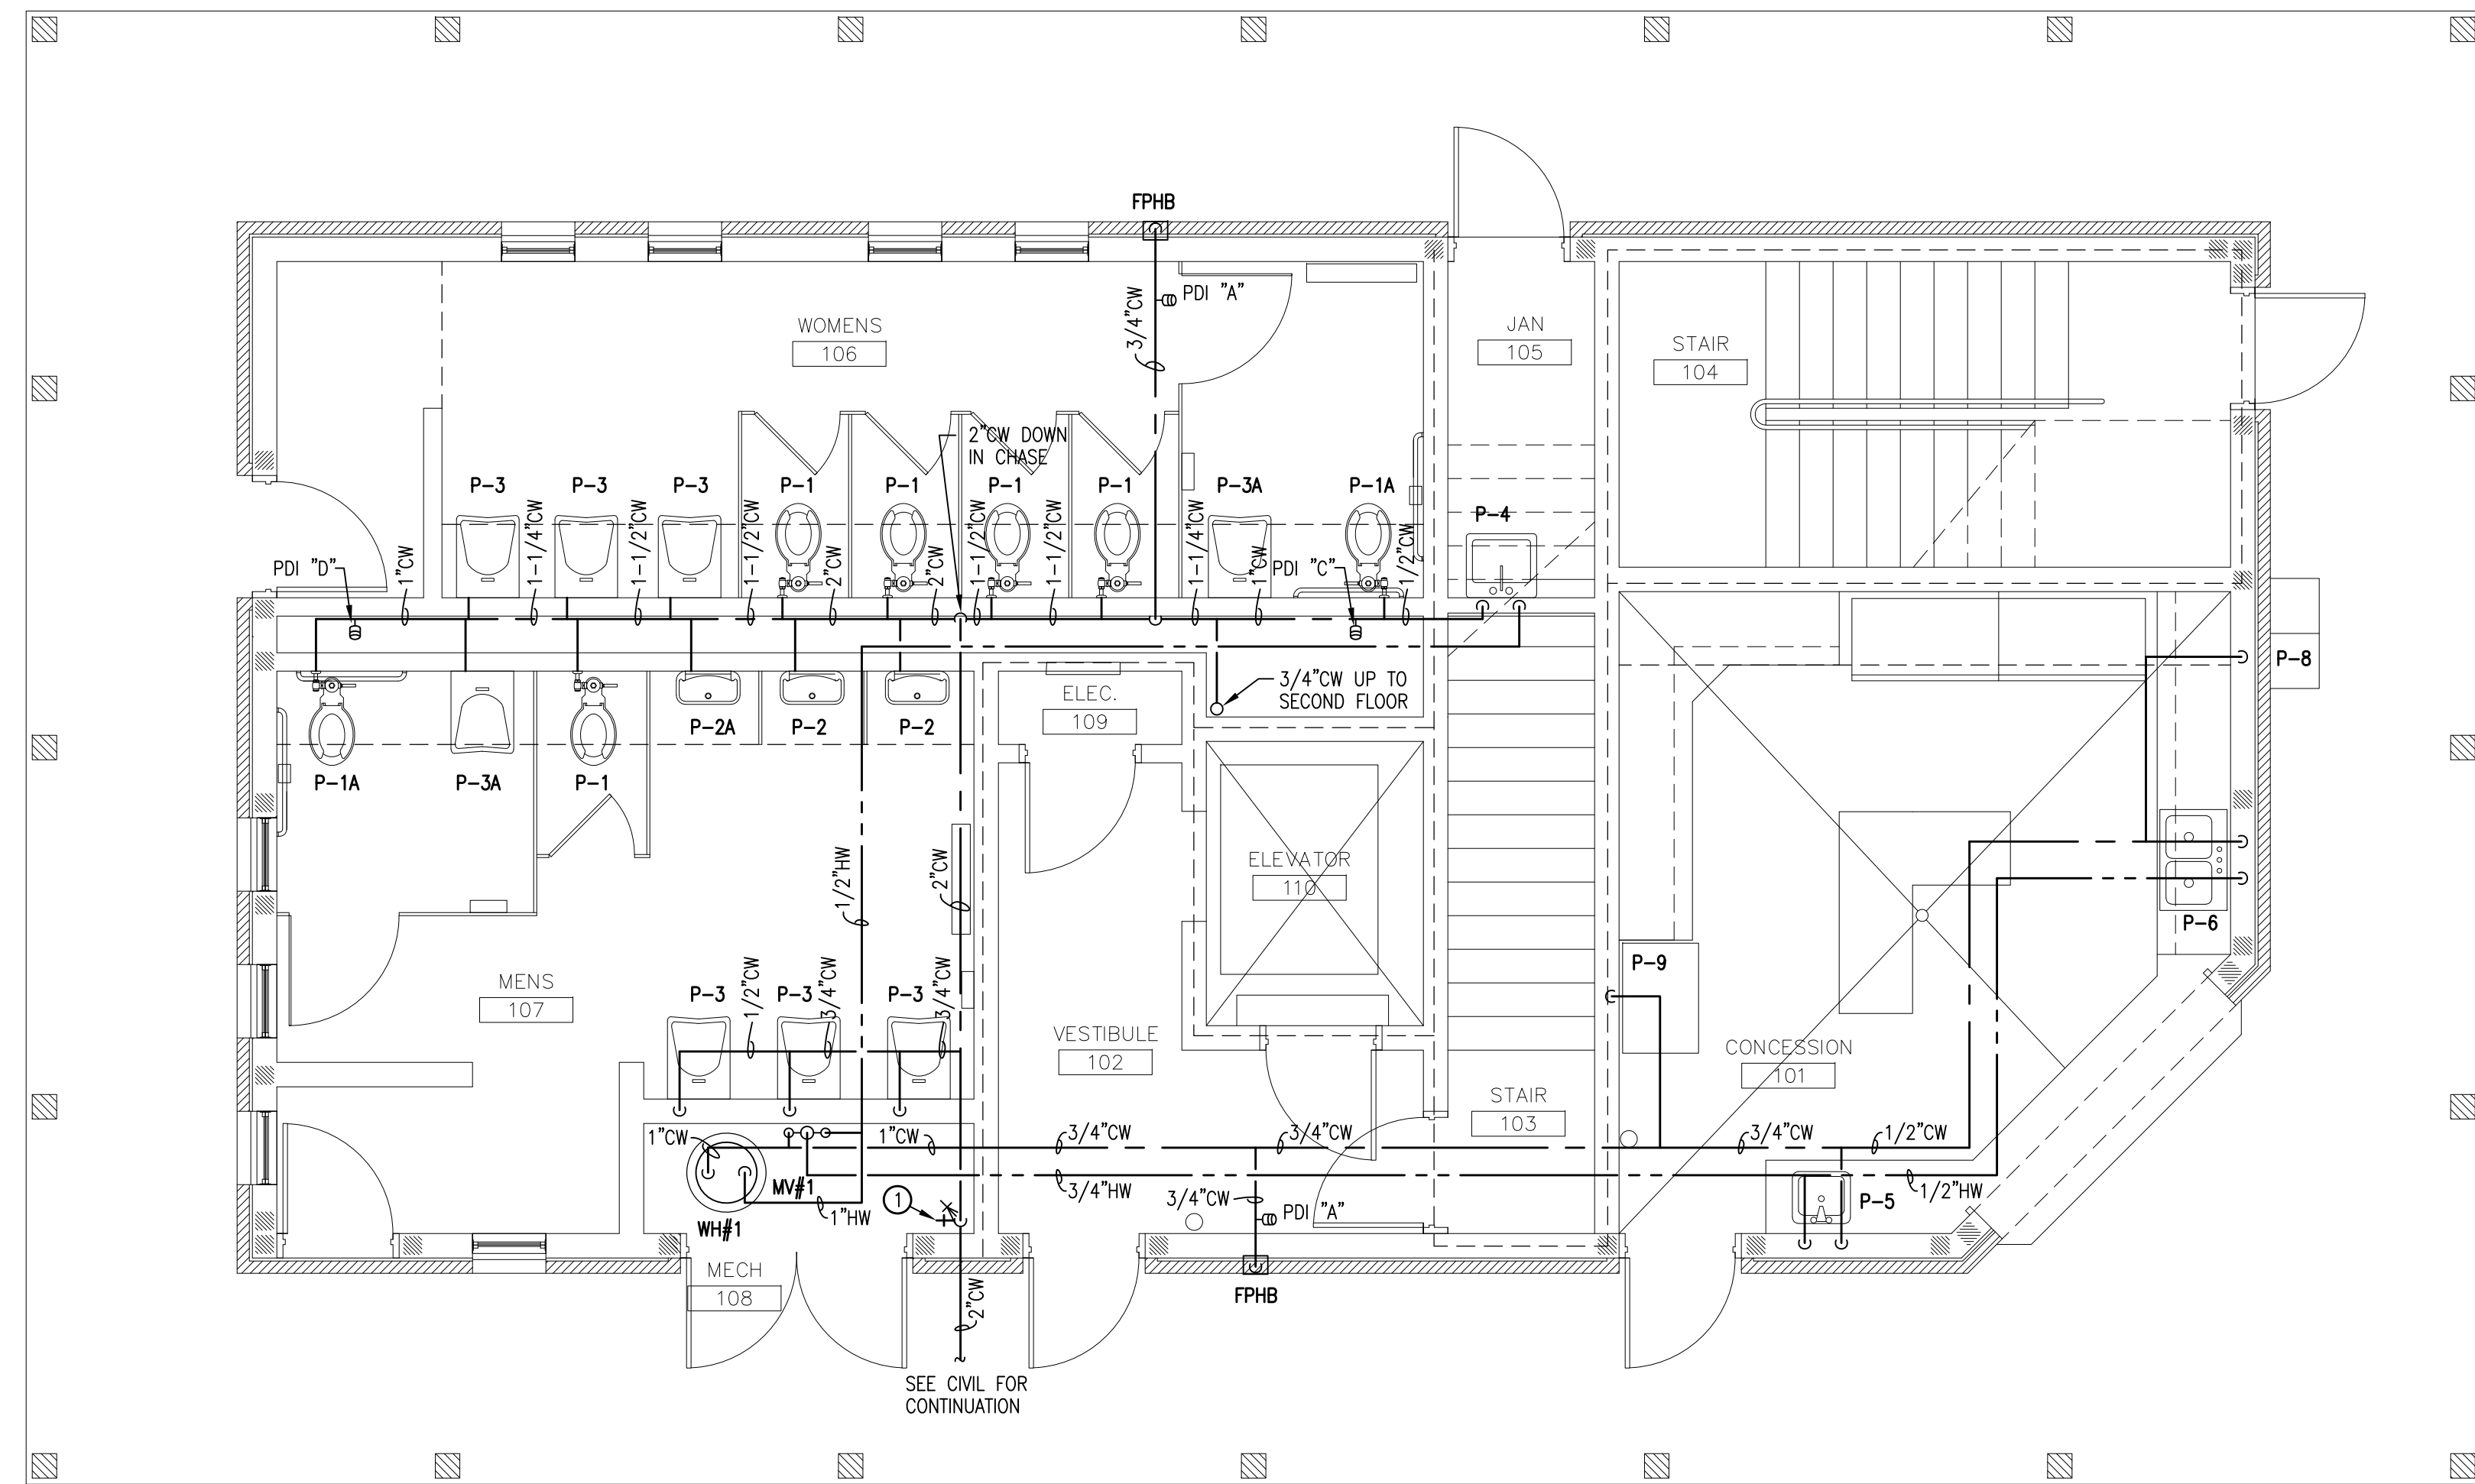 FPHB
PDI "A"
3/4"CW
WOMENS
106
JAN
105
STAIR
104
2"CW DOWN
IN CHASE
P-3
P-3
P-3
P-1
P-1
P-1
P-1
P-3A
P-1A
P-4
PDI "D"
1"CW
1-1/4"CW
1-1/2"CW
1-1/2"CW
2"CW
2"CW
1-1/2"CW
1-1/2"CW
1-1/4"CW
1"CW
PDI "C"
1/2"CW
P-8
3/4"CW UP TO
SECOND FLOOR
ELEC.
109
P-2A
P-2
P-2
P-1A
P-3A
P-1
1/2"HW
2"CW
ELEVATOR
110
P-6
P-9
MENS
107
P-3
1/2"CW
P-3
3/4"CW
P-3
3/4"CW
VESTIBULE
102
CONCESSION
101
STAIR
103
1"CW
1"CW
3/4"CW
3/4"CW
3/4"CW
1/2"CW
MV#1
3/4"HW
1/2"HW
P-5
1
3/4"CW
PDI "A"
1"HW
WH#1
MECH
108
2"CW
FPHB
SEE CIVIL FOR
CONTINUATION